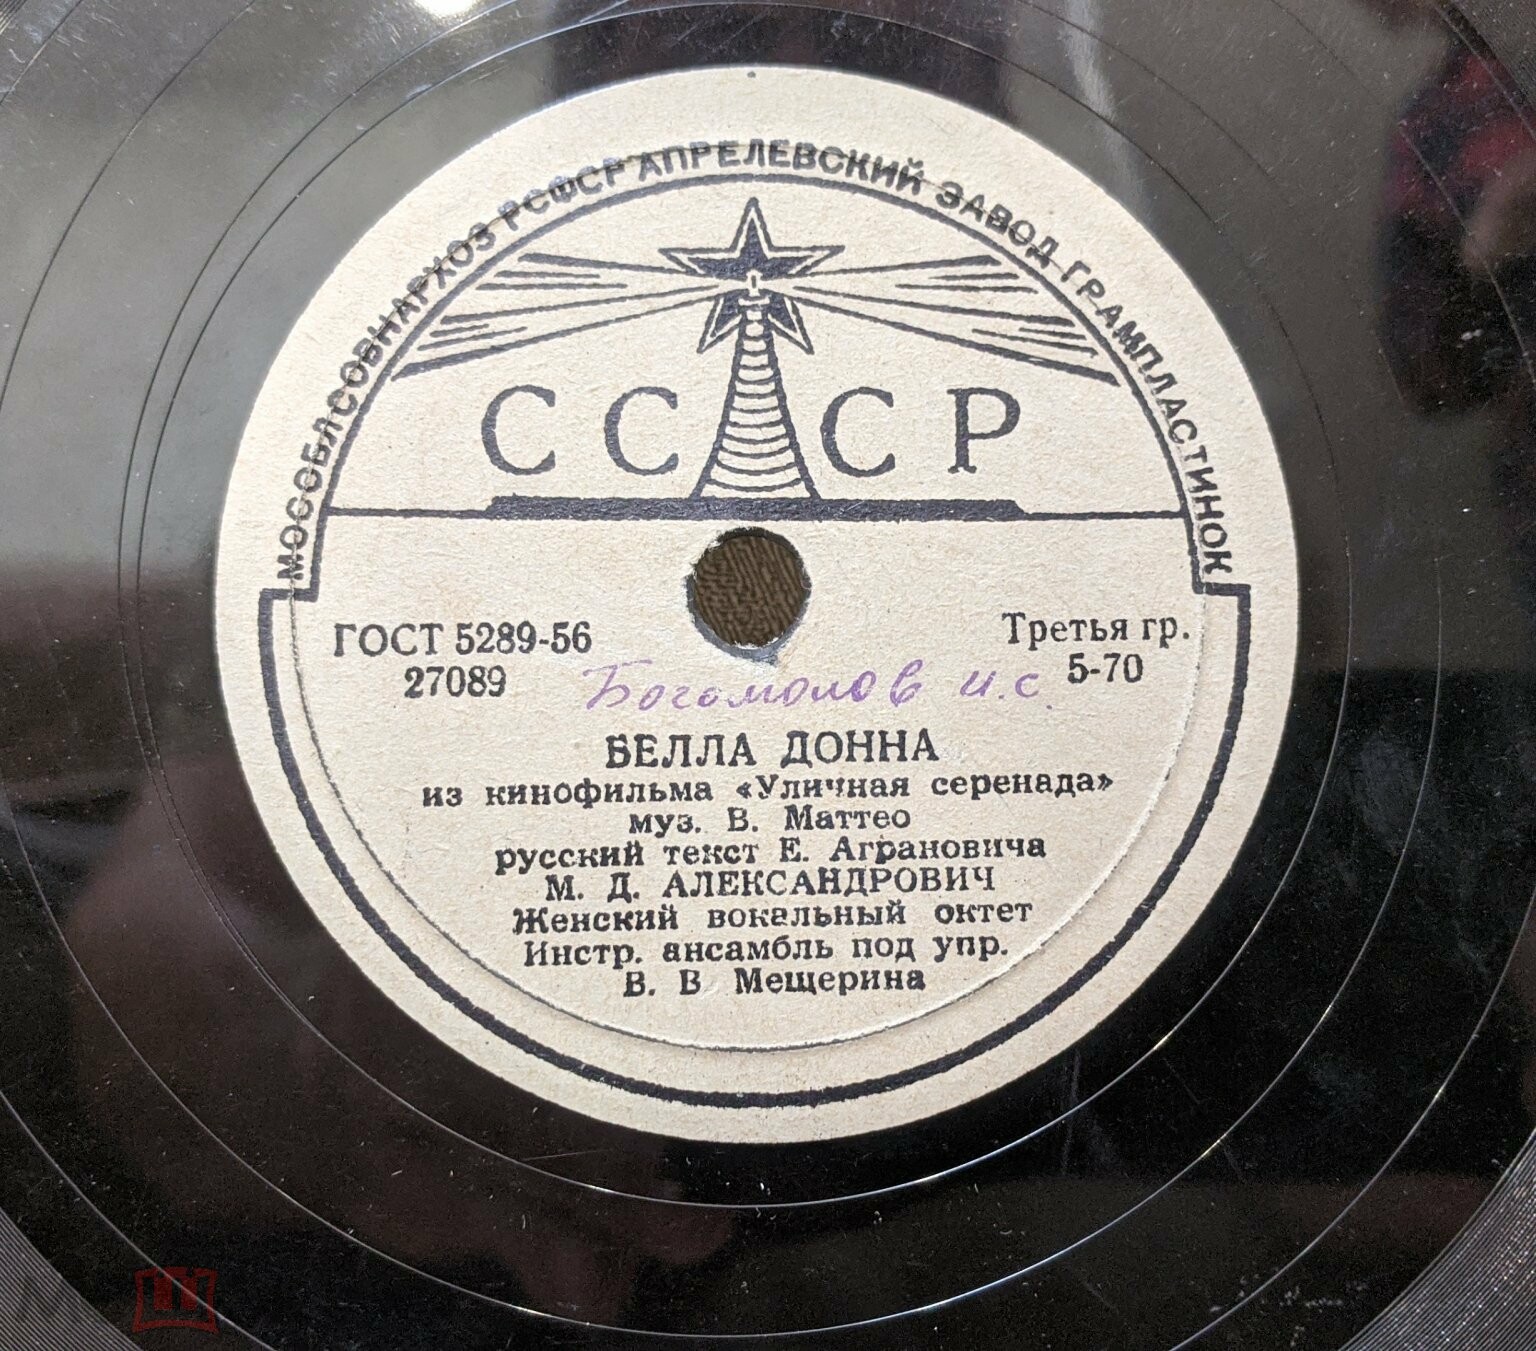 МОСОБЛСОВНАРХОЗ РСФСР АПРЕЛЕВСКИЙ ЗАВОД ГРАМПЛАСТИНОК
СССР
ГОСТ 5289-56
27089
Третья гр.
5-70
Богомолов И.С.
БЕЛЛА ДОННА
из кинофильма «Уличная серенада»
муз. В. Маттео
русский текст Е. Аграновича
М. Д. АЛЕКСАНДРОВИЧ
Женский вокальный октет
Инстр. ансамбль под упр.
В. В Мещерина